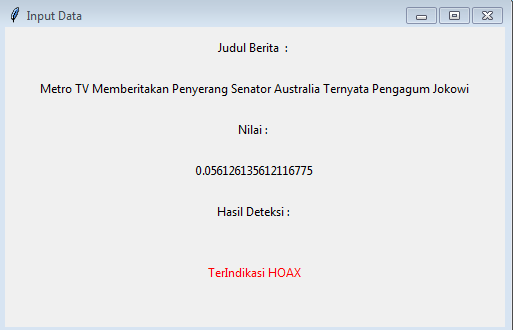 Input Data
Judul Berita :
Metro TV Memberitakan Penyerang Senator Australia Ternyata Pengagum Jokowi
Nilai :
0.056126135612116775
Hasil Deteksi :
TerIndikasi HOAX